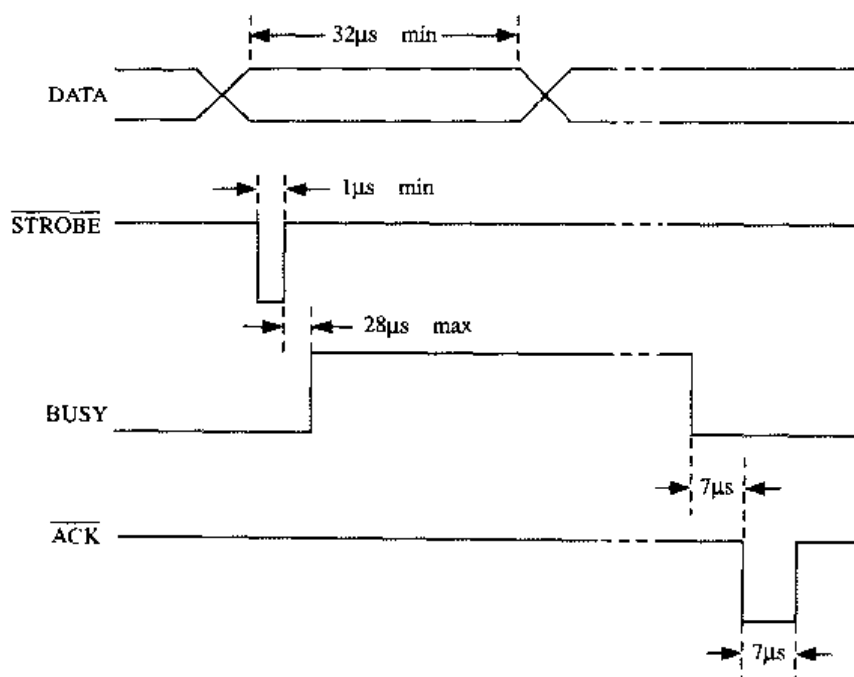 32μs min
DATA
1μs min
STROBE
28μs max
BUSY
7μs
ACK
7μs